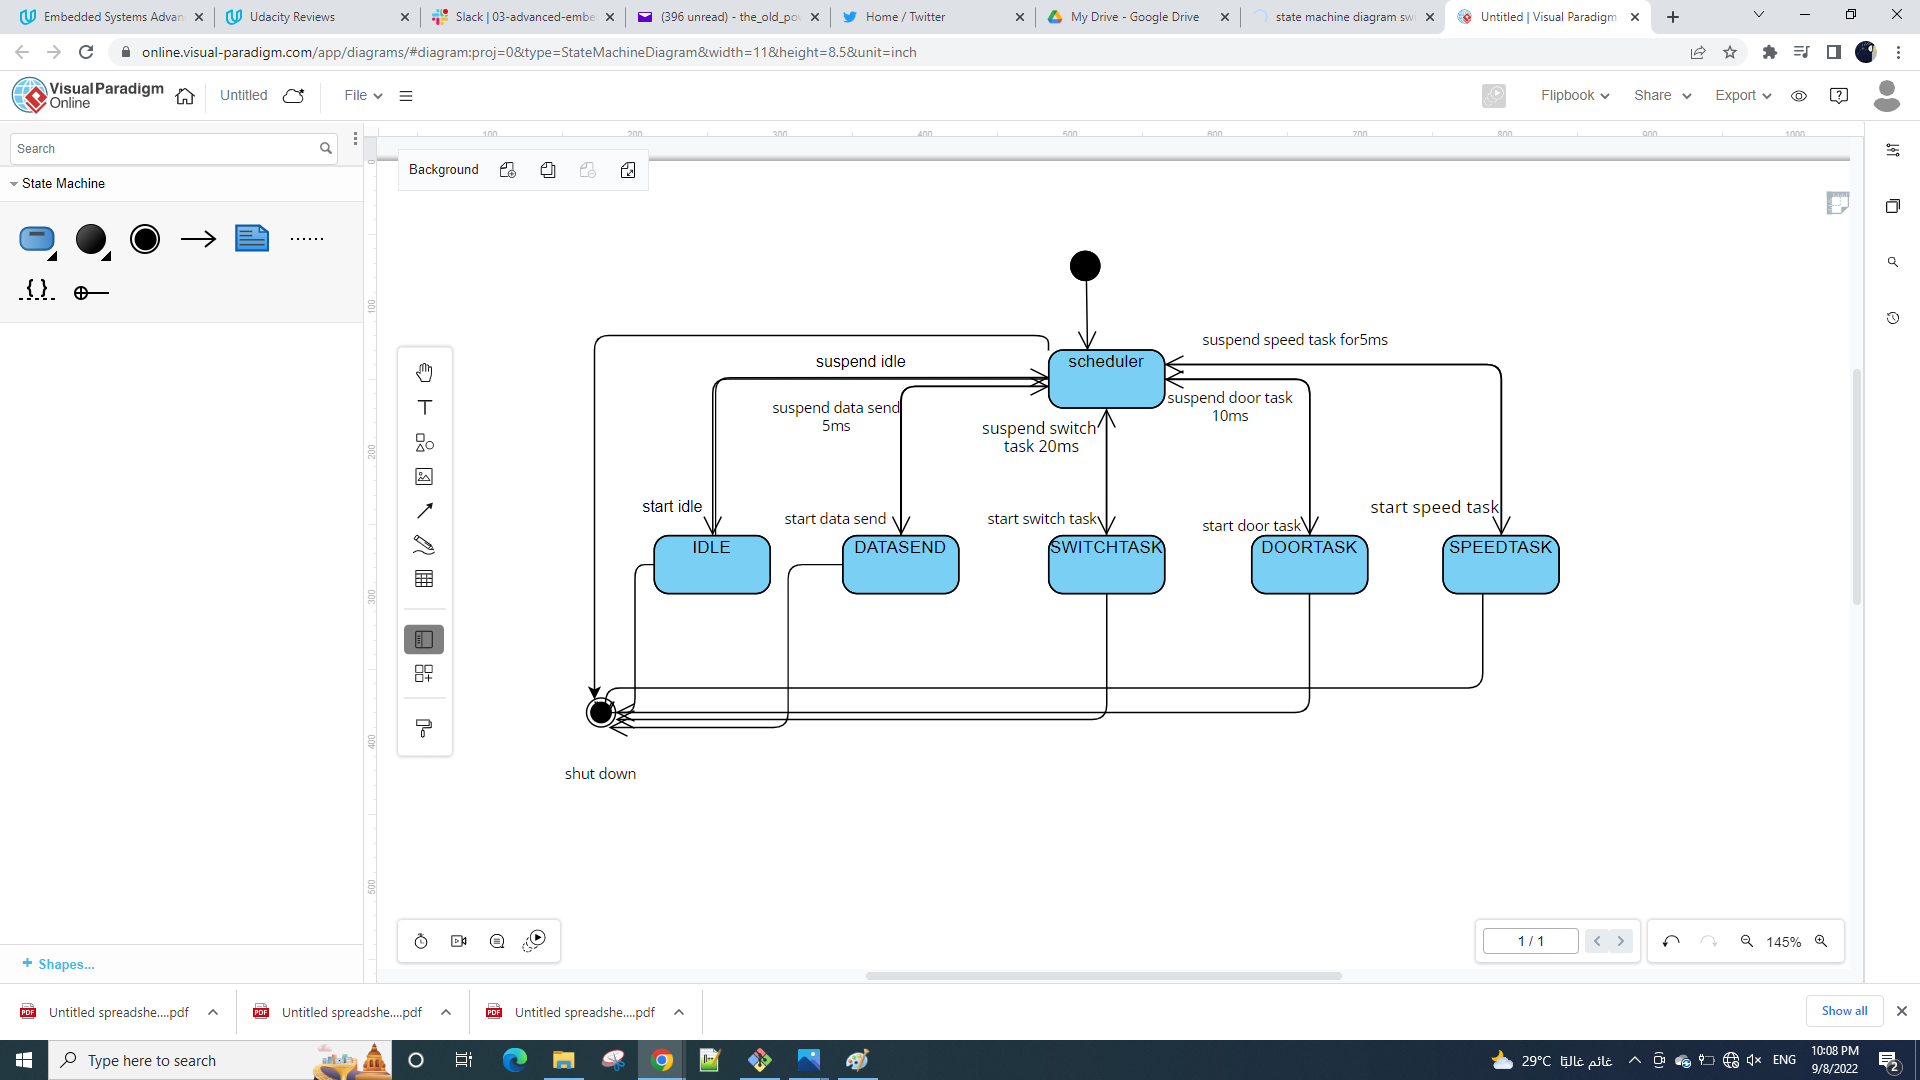 Embedded Systems Advan
Udacity Reviews
Slack | 03-advanced-embe
(396 unread) - the_old_pov
Home / Twitter
My Drive - Google Drive
state machine diagram swi
Untitled | Visual Paradigm
online.visual-paradigm.com/app/diagrams/#diagram:proj=0&type=StateMachineDiagram&width=11&height=8.5&unit=inch
VisualParadigm
Online
Untitled
File
Flipbook
Share
Export
Search
State Machine
100
200
300
400
500
600
700
800
900
1000
0
100
200
300
400
500
Background
scheduler
suspend speed task for5ms
suspend idle
suspend data send
5ms
suspend switch
task 20ms
suspend door task
10ms
start idle
start data send
start switch task
start door task
start speed task
IDLE
DATASEND
SWITCHTASK
DOORTASK
SPEEDTASK
shut down
1 / 1
145%
+ Shapes...
Untitled spreadshe....pdf
Untitled spreadshe....pdf
Untitled spreadshe....pdf
Show all
Type here to search
29°C غائم غالبًا
ENG
10:08 PM
9/8/2022
2